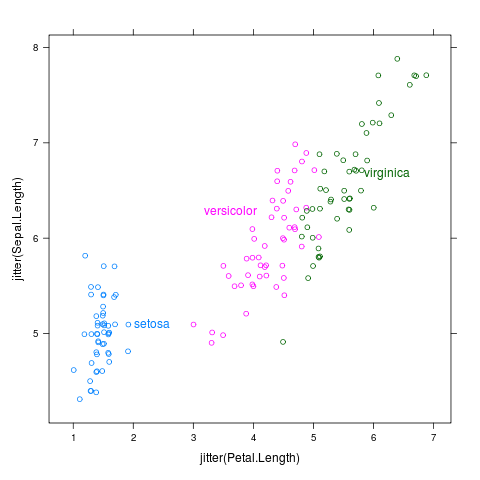 8
7
virginica
versicolor
6
setosa
5
jitter(Sepal.Length)
1 2 3 4 5 6 7
jitter(Petal.Length)